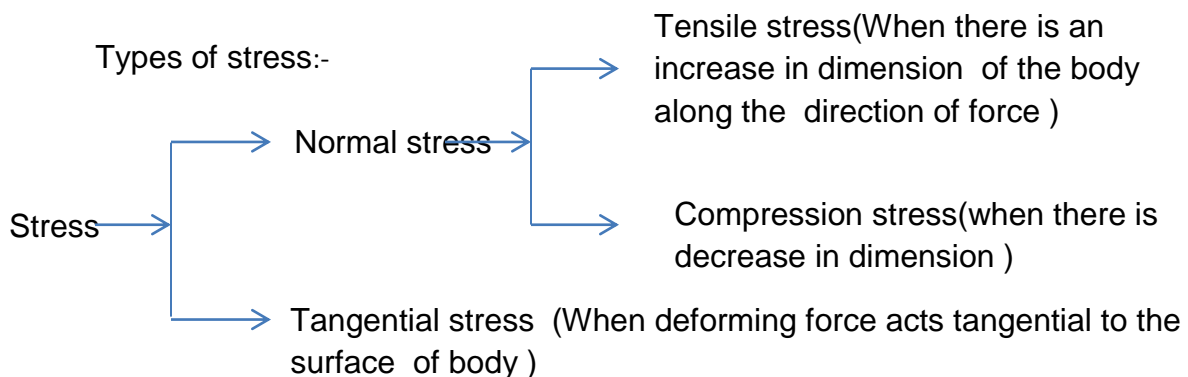 Types of stress:-
Tensile stress(When there is an
increase in dimension of the body
along the direction of force )
Normal stress
Stress
Compression stress(when there is
decrease in dimension )
Tangential stress (When deforming force acts tangential to the
surface of body )